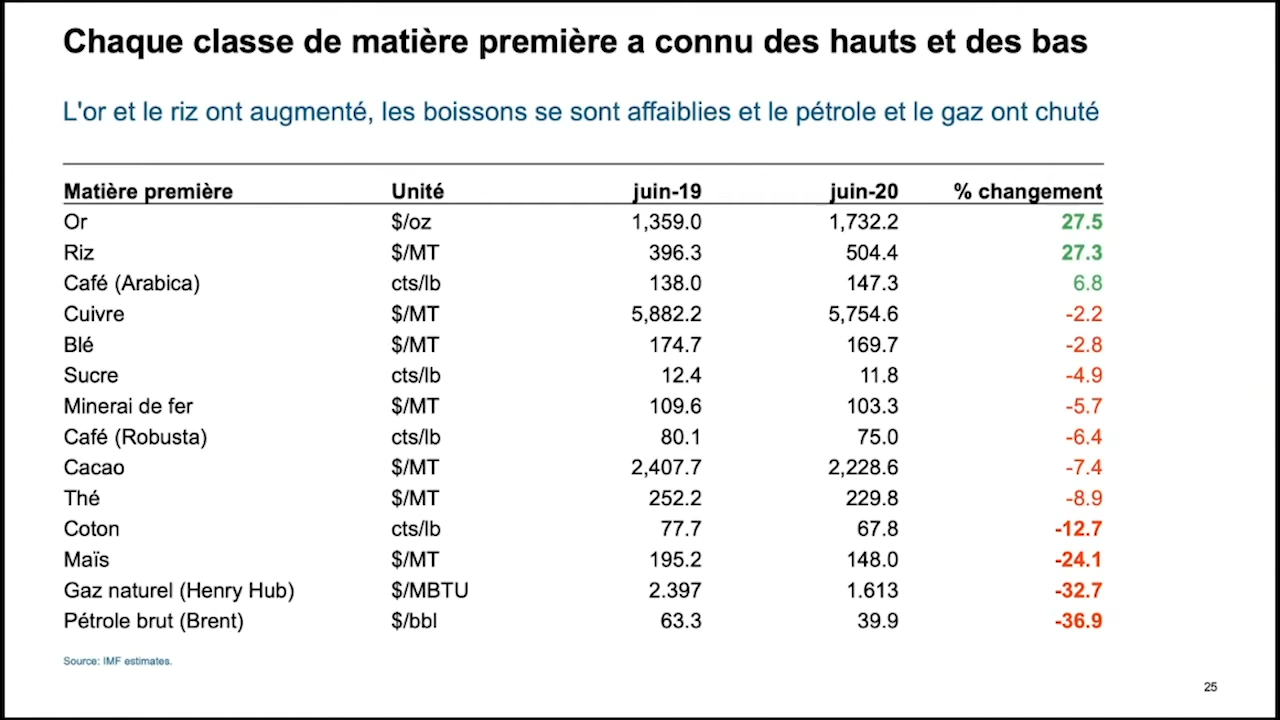 Chaque classe de matière première a connu des hauts et des bas
L'or et le riz ont augmenté, les boissons se sont affaiblies et le pétrole et le gaz ont chuté
Matière première Unité juin-19 juin-20 % changement
Or $/oz 1,359.0 1,732.2 27.5
Riz $/MT 396.3 504.4 27.3
Café (Arabica) cts/lb 138.0 147.3 6.8
Cuivre $/MT 5,882.2 5,754.6 -2.2
Blé $/MT 174.7 169.7 -2.8
Sucre cts/lb 12.4 11.8 -4.9
Minerai de fer $/MT 109.6 103.3 -5.7
Café (Robusta) cts/lb 80.1 75.0 -6.4
Cacao $/MT 2,407.7 2,228.6 -7.4
Thé $/MT 252.2 229.8 -8.9
Coton cts/lb 77.7 67.8 -12.7
Maïs $/MT 195.2 148.0 -24.1
Gaz naturel (Henry Hub) $/MBTU 2.397 1.613 -32.7
Pétrole brut (Brent) $/bbl 63.3 39.9 -36.9
Source: IMF estimates.
25